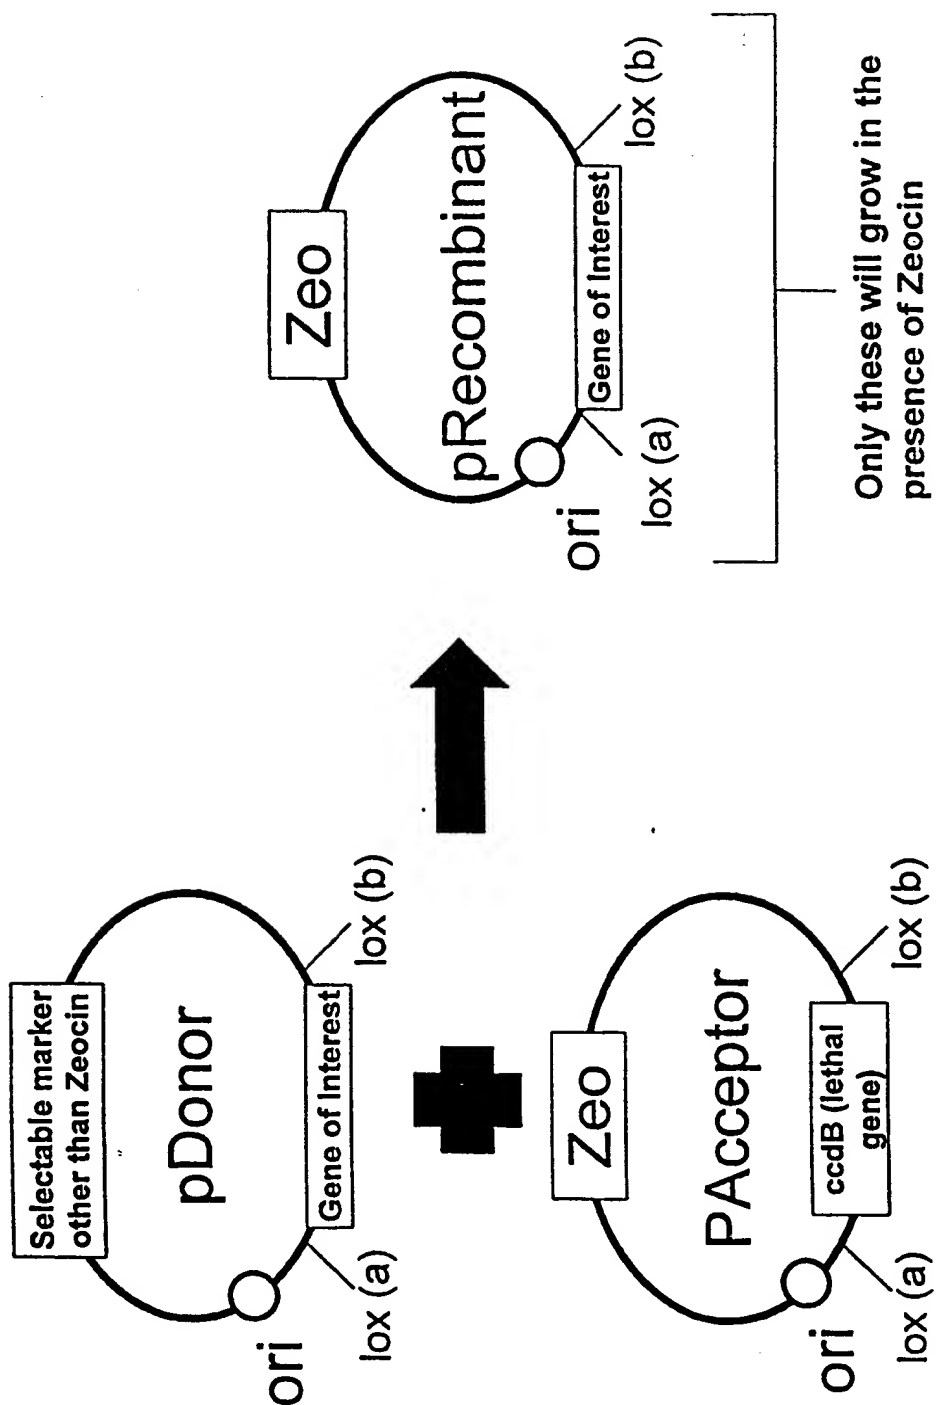 Selectable marker
other than Zeocin
pDonor
ori
Gene of Interest
lox (a)
lox (b)
Zeo
PAcceptor
ori
ccdB (lethal
gene)
lox (a)
lox (b)
Zeo
pRecombinant
ori
Gene of Interest
lox (a)
lox (b)
Only these will grow in the
presence of Zeocin